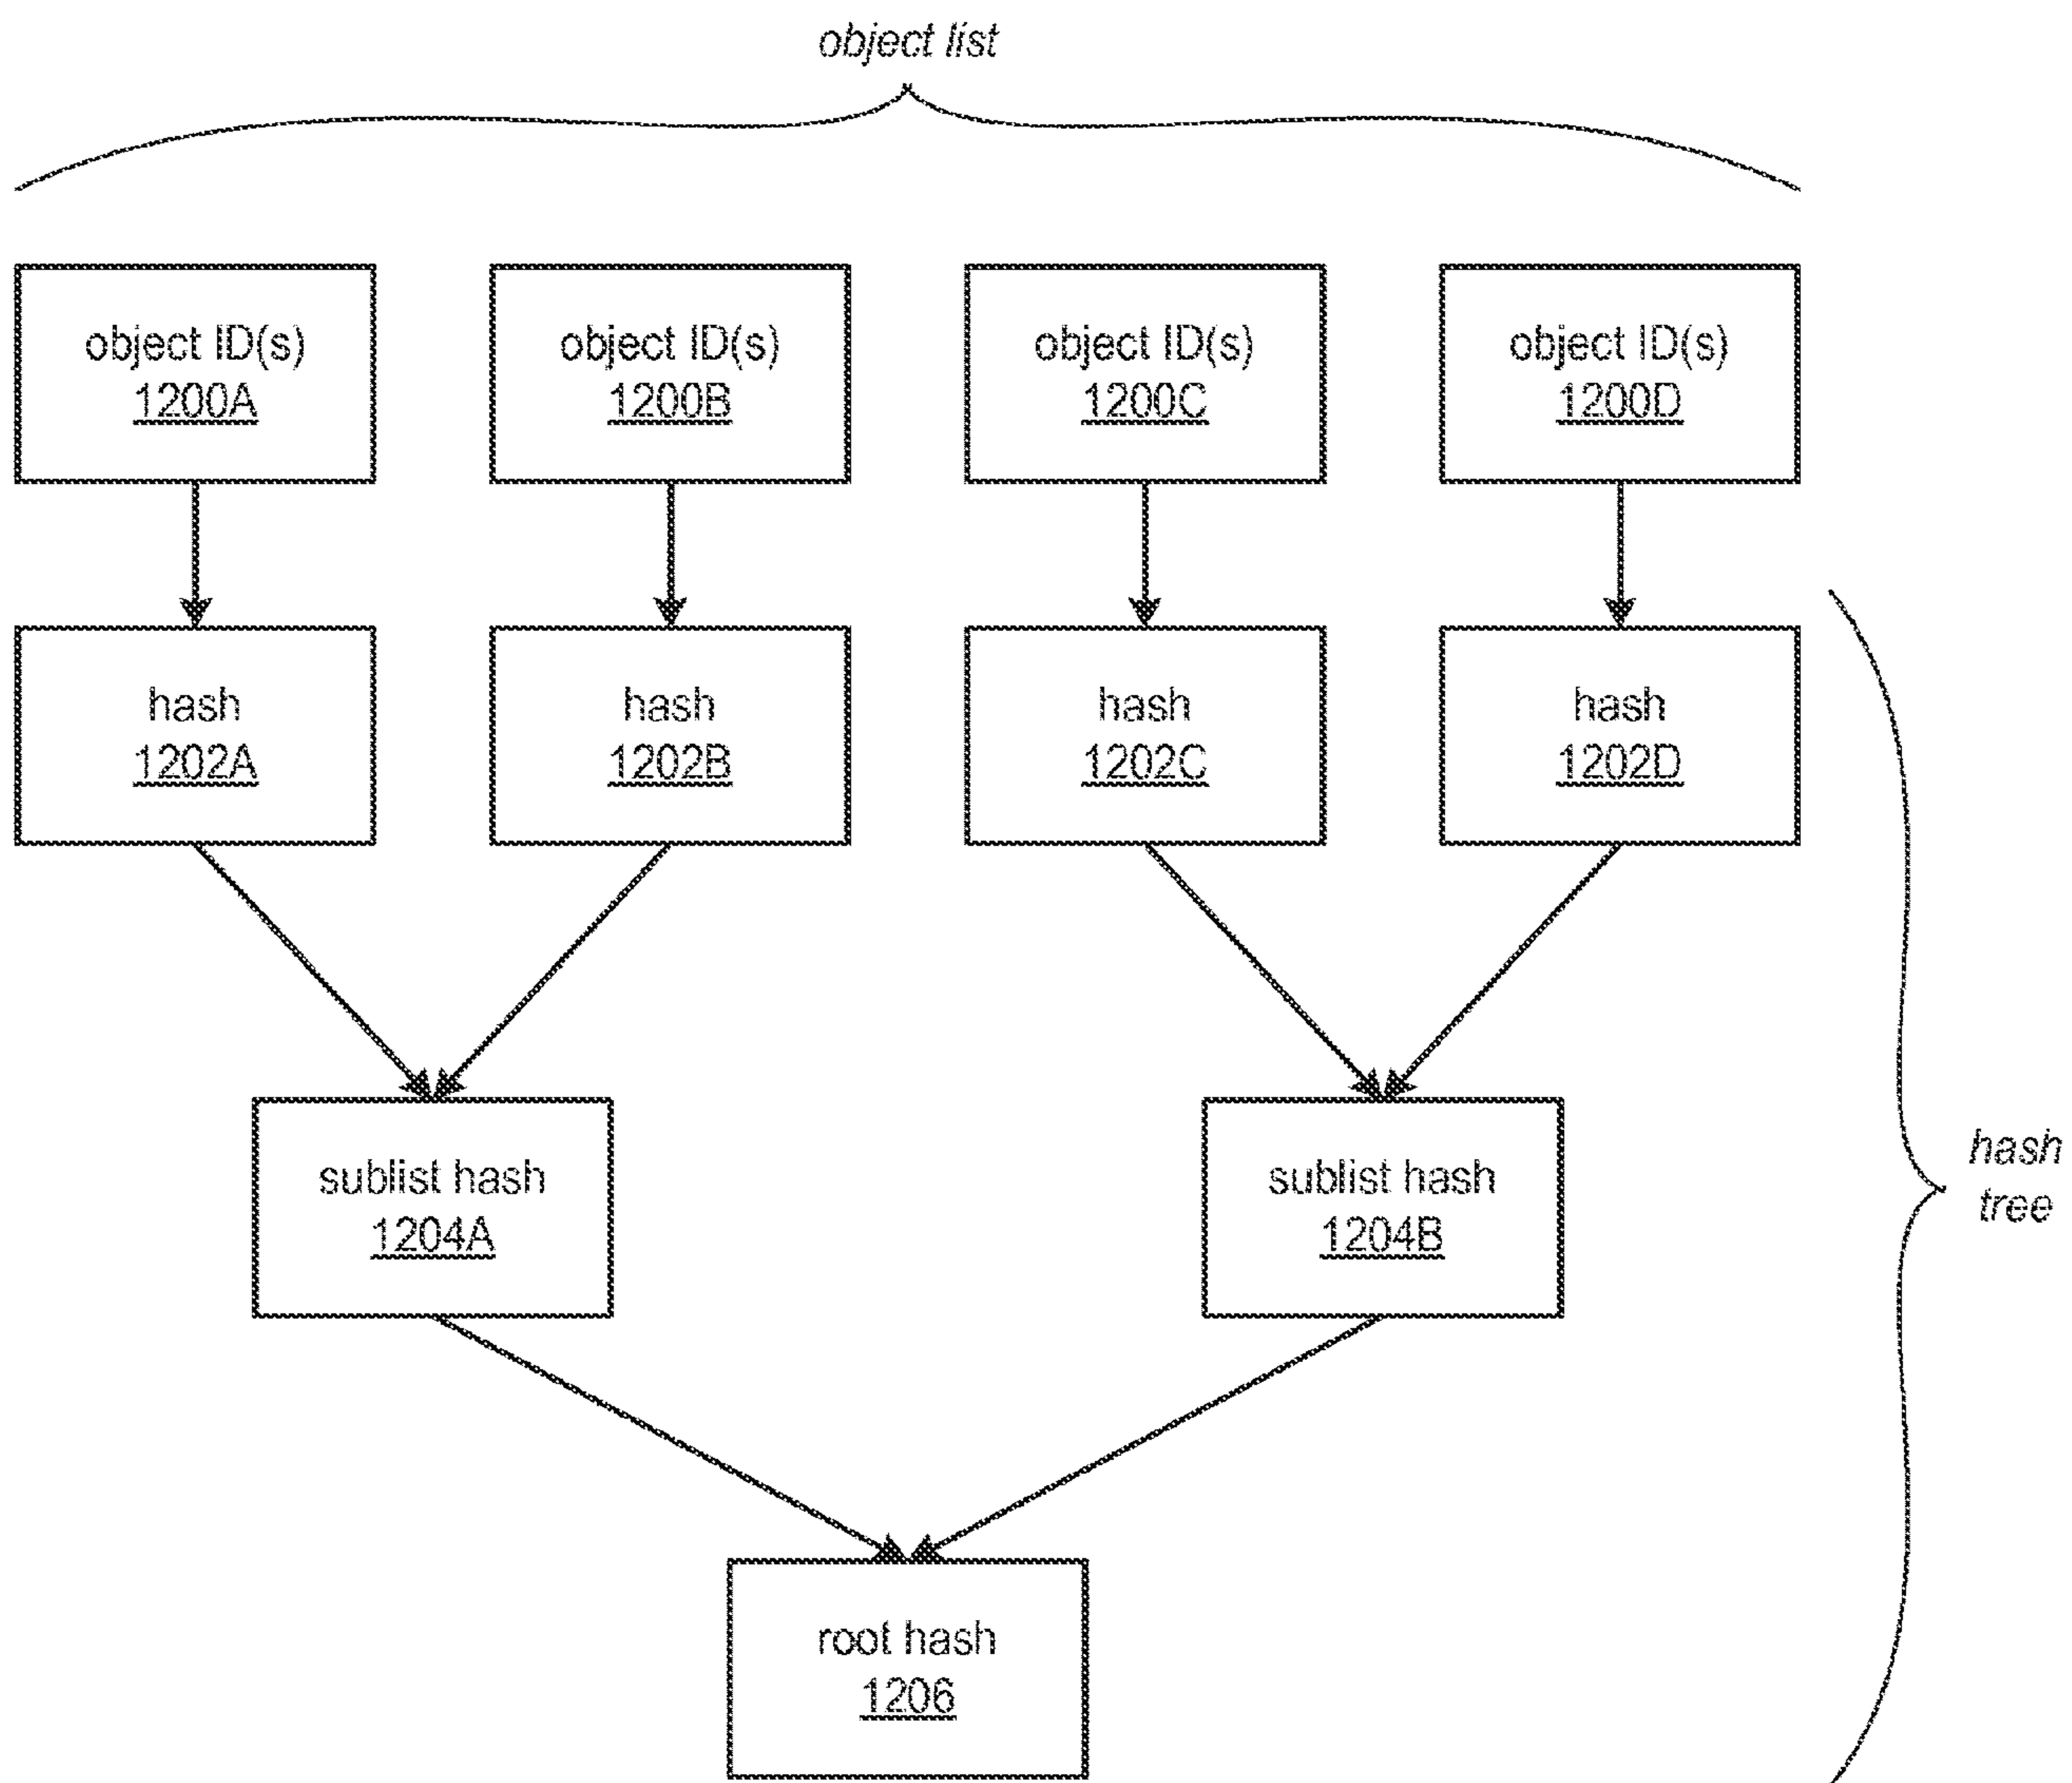 object list
object ID(s)
1200A
object ID(s)
1200B
object ID(s)
1200C
object ID(s)
1200D
hash
1202A
hash
1202B
hash
1202C
hash
1202D
sublist hash
1204A
sublist hash
1204B
hash
tree
root hash
1206